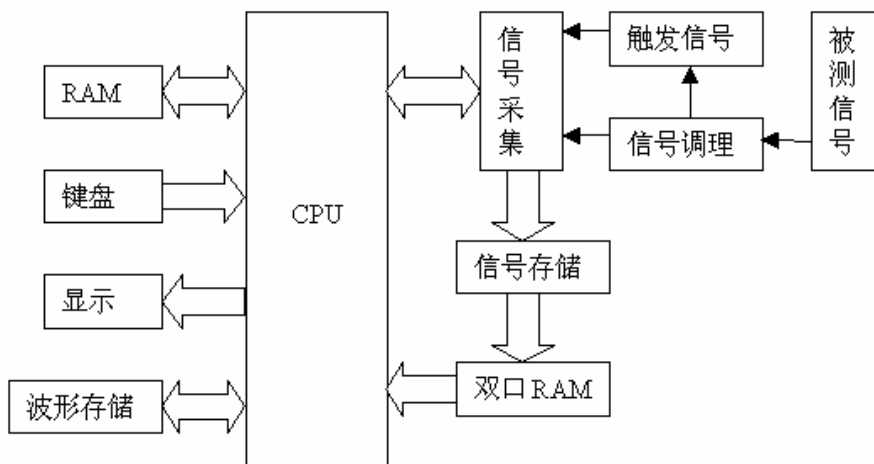 RAM
键盘
显示
波形存储
CPU
信号采集
触发信号
信号调理
被测信号
信号存储
双口RAM